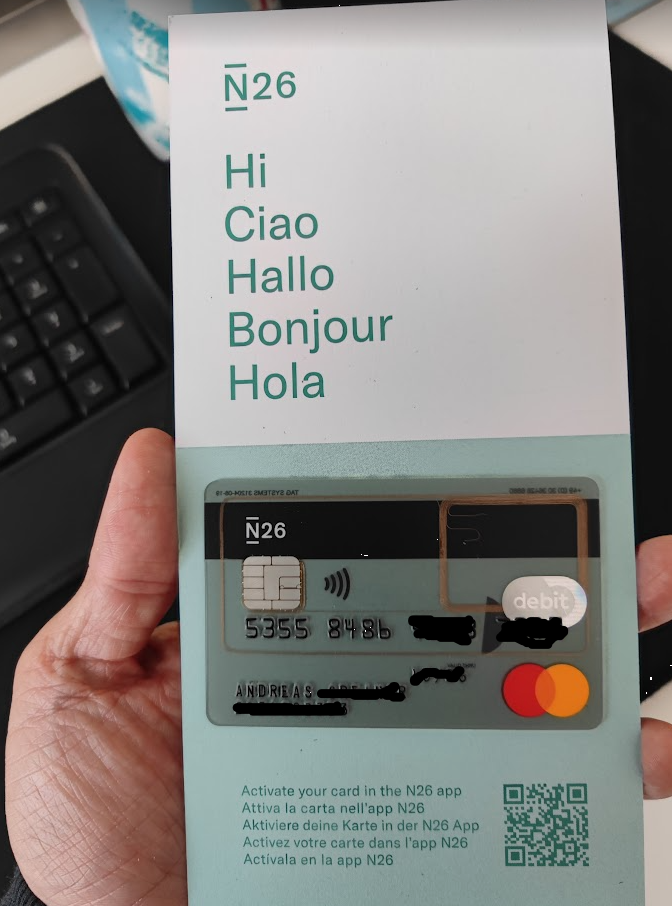 N26
Hi
Ciao
Hallo
Bonjour
Hola
TAG SYSTEMS
N26
debit
5355 8486
ANDREAS
Activate your card in the N26 app
Attiva la carta nell'app N26
Aktiviere deine Karte in der N26 App
Activez votre carte dans l'app N26
Actívala en la app N26